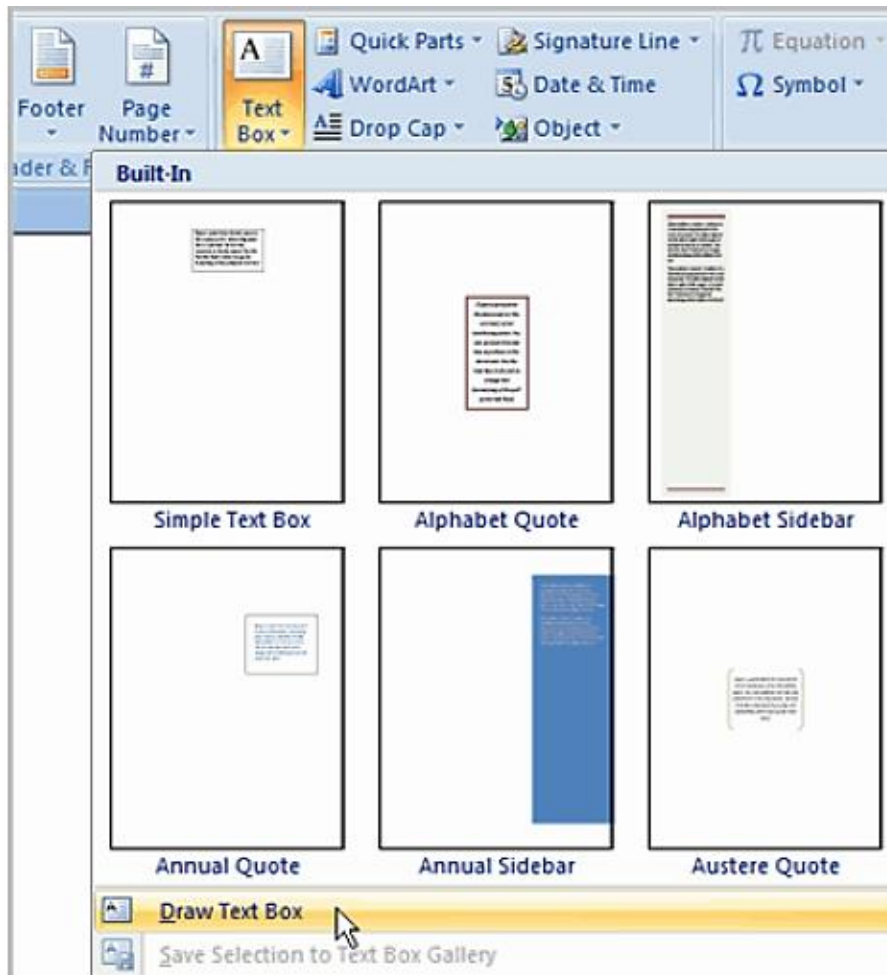 Quick Parts
Signature Line
Equation
Footer
Page
Number
Text
Box
WordArt
Date & Time
Symbol
Drop Cap
Object
Built-In
Simple Text Box
Alphabet Quote
Alphabet Sidebar
Annual Quote
Annual Sidebar
Austere Quote
Draw Text Box
Save Selection to Text Box Gallery